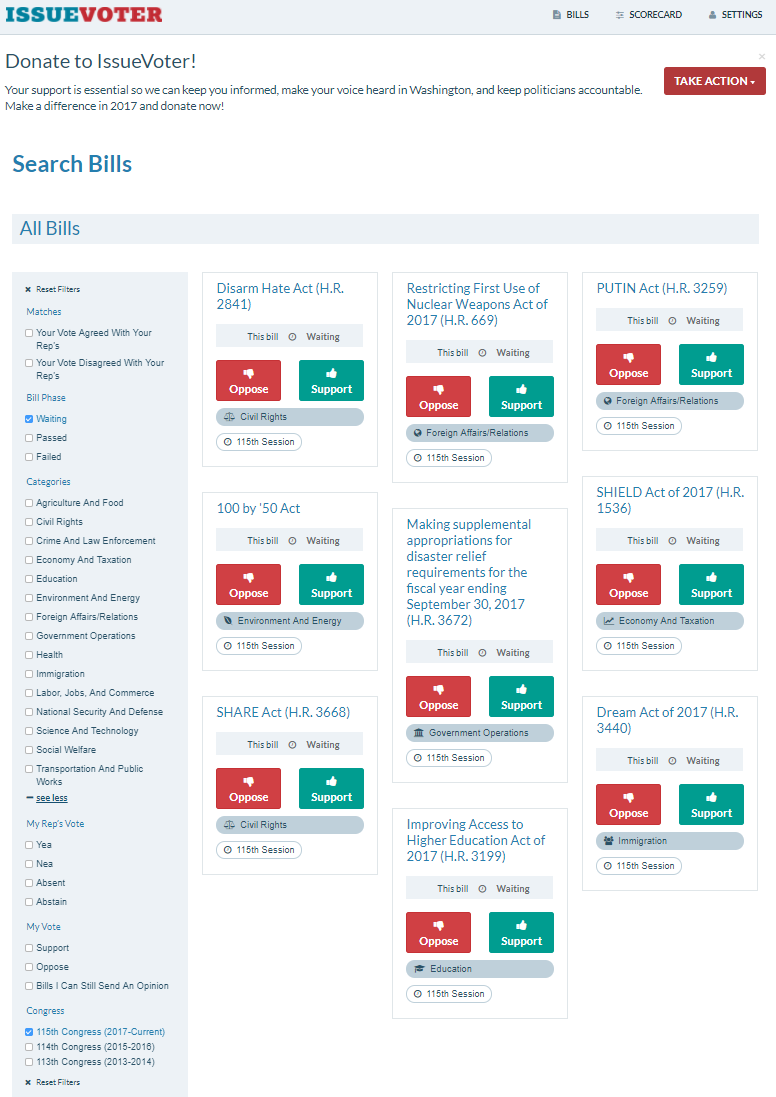 ISSUEVOTER
BILLS
SCORECARD
SETTINGS
Donate to IssueVoter!
×
Your support is essential so we can keep you informed, make your voice heard in Washington, and keep politicians accountable.
Make a difference in 2017 and donate now!
TAKE ACTION
Search Bills
All Bills
Reset Filters
Matches
Your Vote Agreed With Your
Rep's
Your Vote Disagreed With Your
Rep's
Bill Phase
Waiting
Passed
Failed
Categories
Agriculture And Food
Civil Rights
Crime And Law Enforcement
Economy And Taxation
Education
Environment And Energy
Foreign Affairs/Relations
Government Operations
Health
Immigration
Labor, Jobs, And Commerce
National Security And Defense
Science And Technology
Social Welfare
Transportation And Public
Works
see less
My Rep's Vote
Yea
Nea
Absent
Abstain
My Vote
Support
Oppose
Bills I Can Still Send An Opinion
Congress
115th Congress (2017-Current)
114th Congress (2015-2016)
113th Congress (2013-2014)
Reset Filters
Disarm Hate Act (H.R.
2841)
This bill Waiting
Oppose
Support
Civil Rights
115th Session
100 by '50 Act
This bill Waiting
Oppose
Support
Environment And Energy
115th Session
SHARE Act (H.R. 3668)
This bill Waiting
Oppose
Support
Civil Rights
115th Session
Restricting First Use of
Nuclear Weapons Act of
2017 (H.R. 669)
This bill Waiting
Oppose
Support
Foreign Affairs/Relations
115th Session
Making supplemental
appropriations for
disaster relief
requirements for the
fiscal year ending
September 30, 2017
(H.R. 3672)
This bill Waiting
Oppose
Support
Government Operations
115th Session
Improving Access to
Higher Education Act of
2017 (H.R. 3199)
This bill Waiting
Oppose
Support
Education
115th Session
PUTIN Act (H.R. 3259)
This bill Waiting
Oppose
Support
Foreign Affairs/Relations
115th Session
SHIELD Act of 2017 (H.R.
1536)
This bill Waiting
Oppose
Support
Economy And Taxation
115th Session
Dream Act of 2017 (H.R.
3440)
This bill Waiting
Oppose
Support
Immigration
115th Session